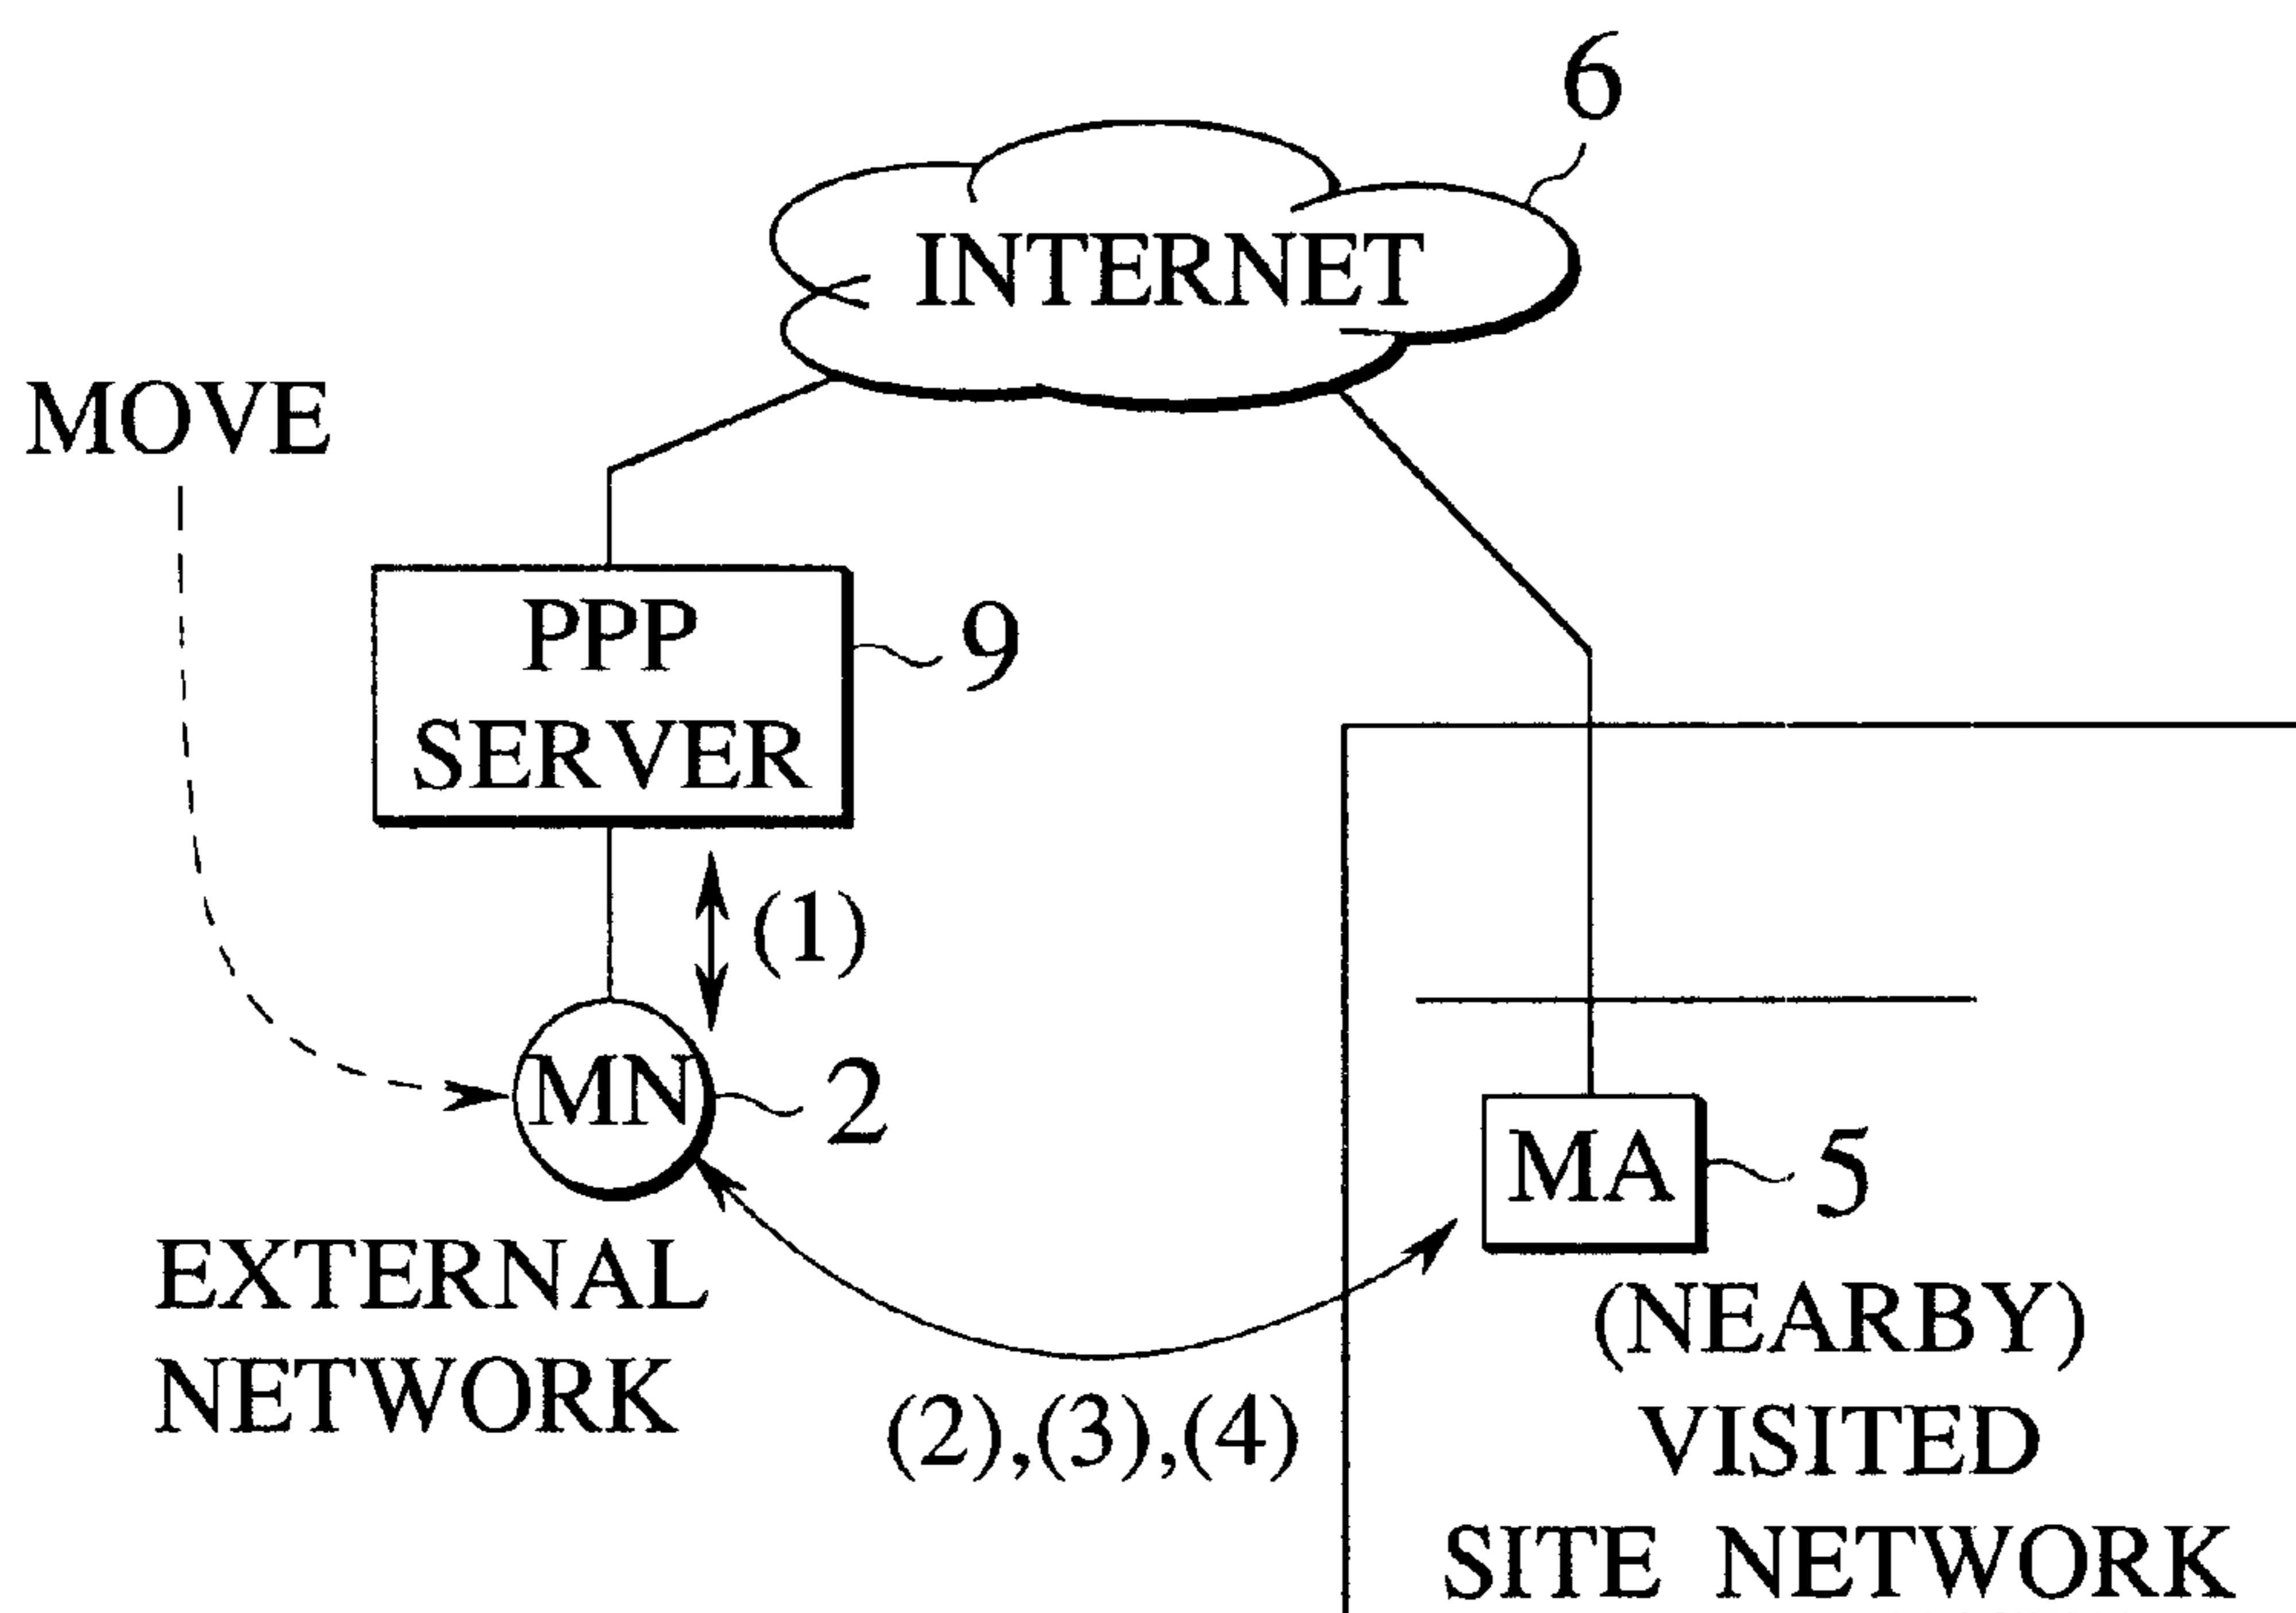 6
INTERNET
MOVE
PPP
SERVER
9
(1)
MN
2
MA
5
EXTERNAL
NETWORK
(2),(3),(4)
(NEARBY)
VISITED
SITE NETWORK